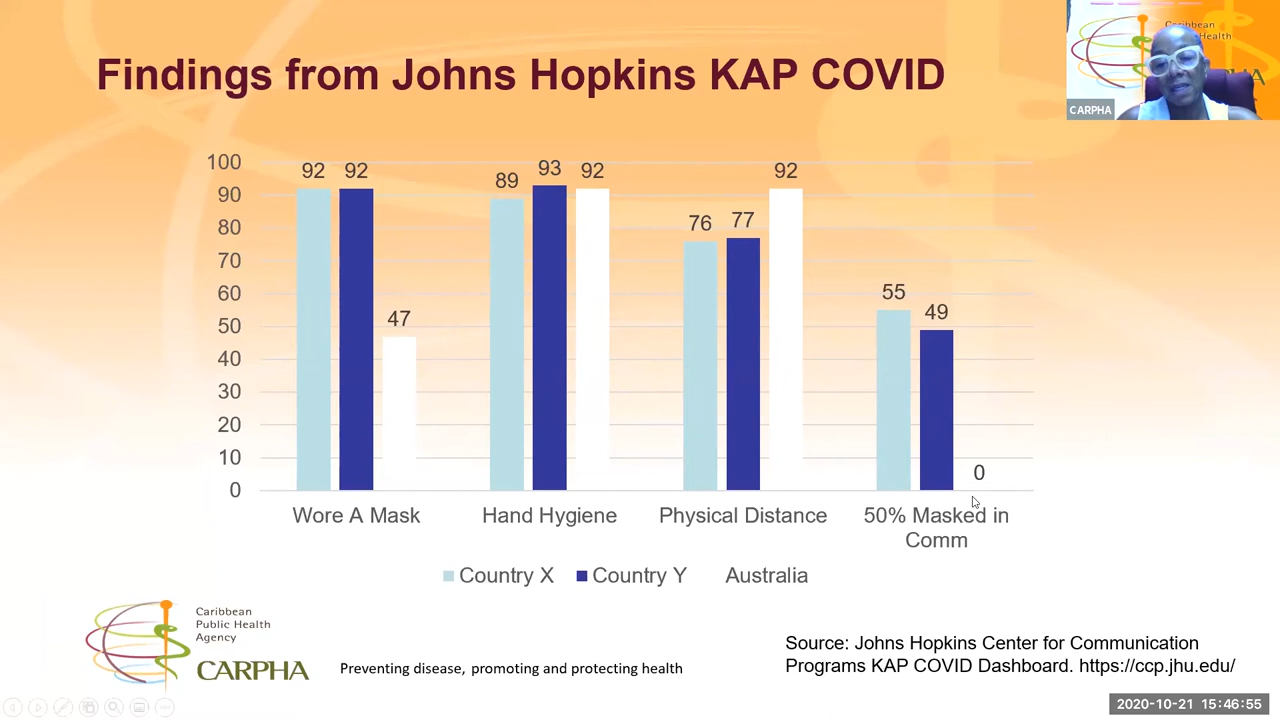 Findings from Johns Hopkins KAP COVID
Caribbean
Health
CARPHA
100
90
80
70
60
50
40
30
20
10
0
92
92
47
89
93
92
76
77
92
55
49
0
Wore A Mask
Hand Hygiene
Physical Distance
50% Masked in
Comm
Country X
Country Y
Australia
Caribbean
Public Health
Agency
CARPHA
Preventing disease, promoting and protecting health
Source: Johns Hopkins Center for Communication
Programs KAP COVID Dashboard. https://ccp.jhu.edu/
2020-10-21 15:46:55